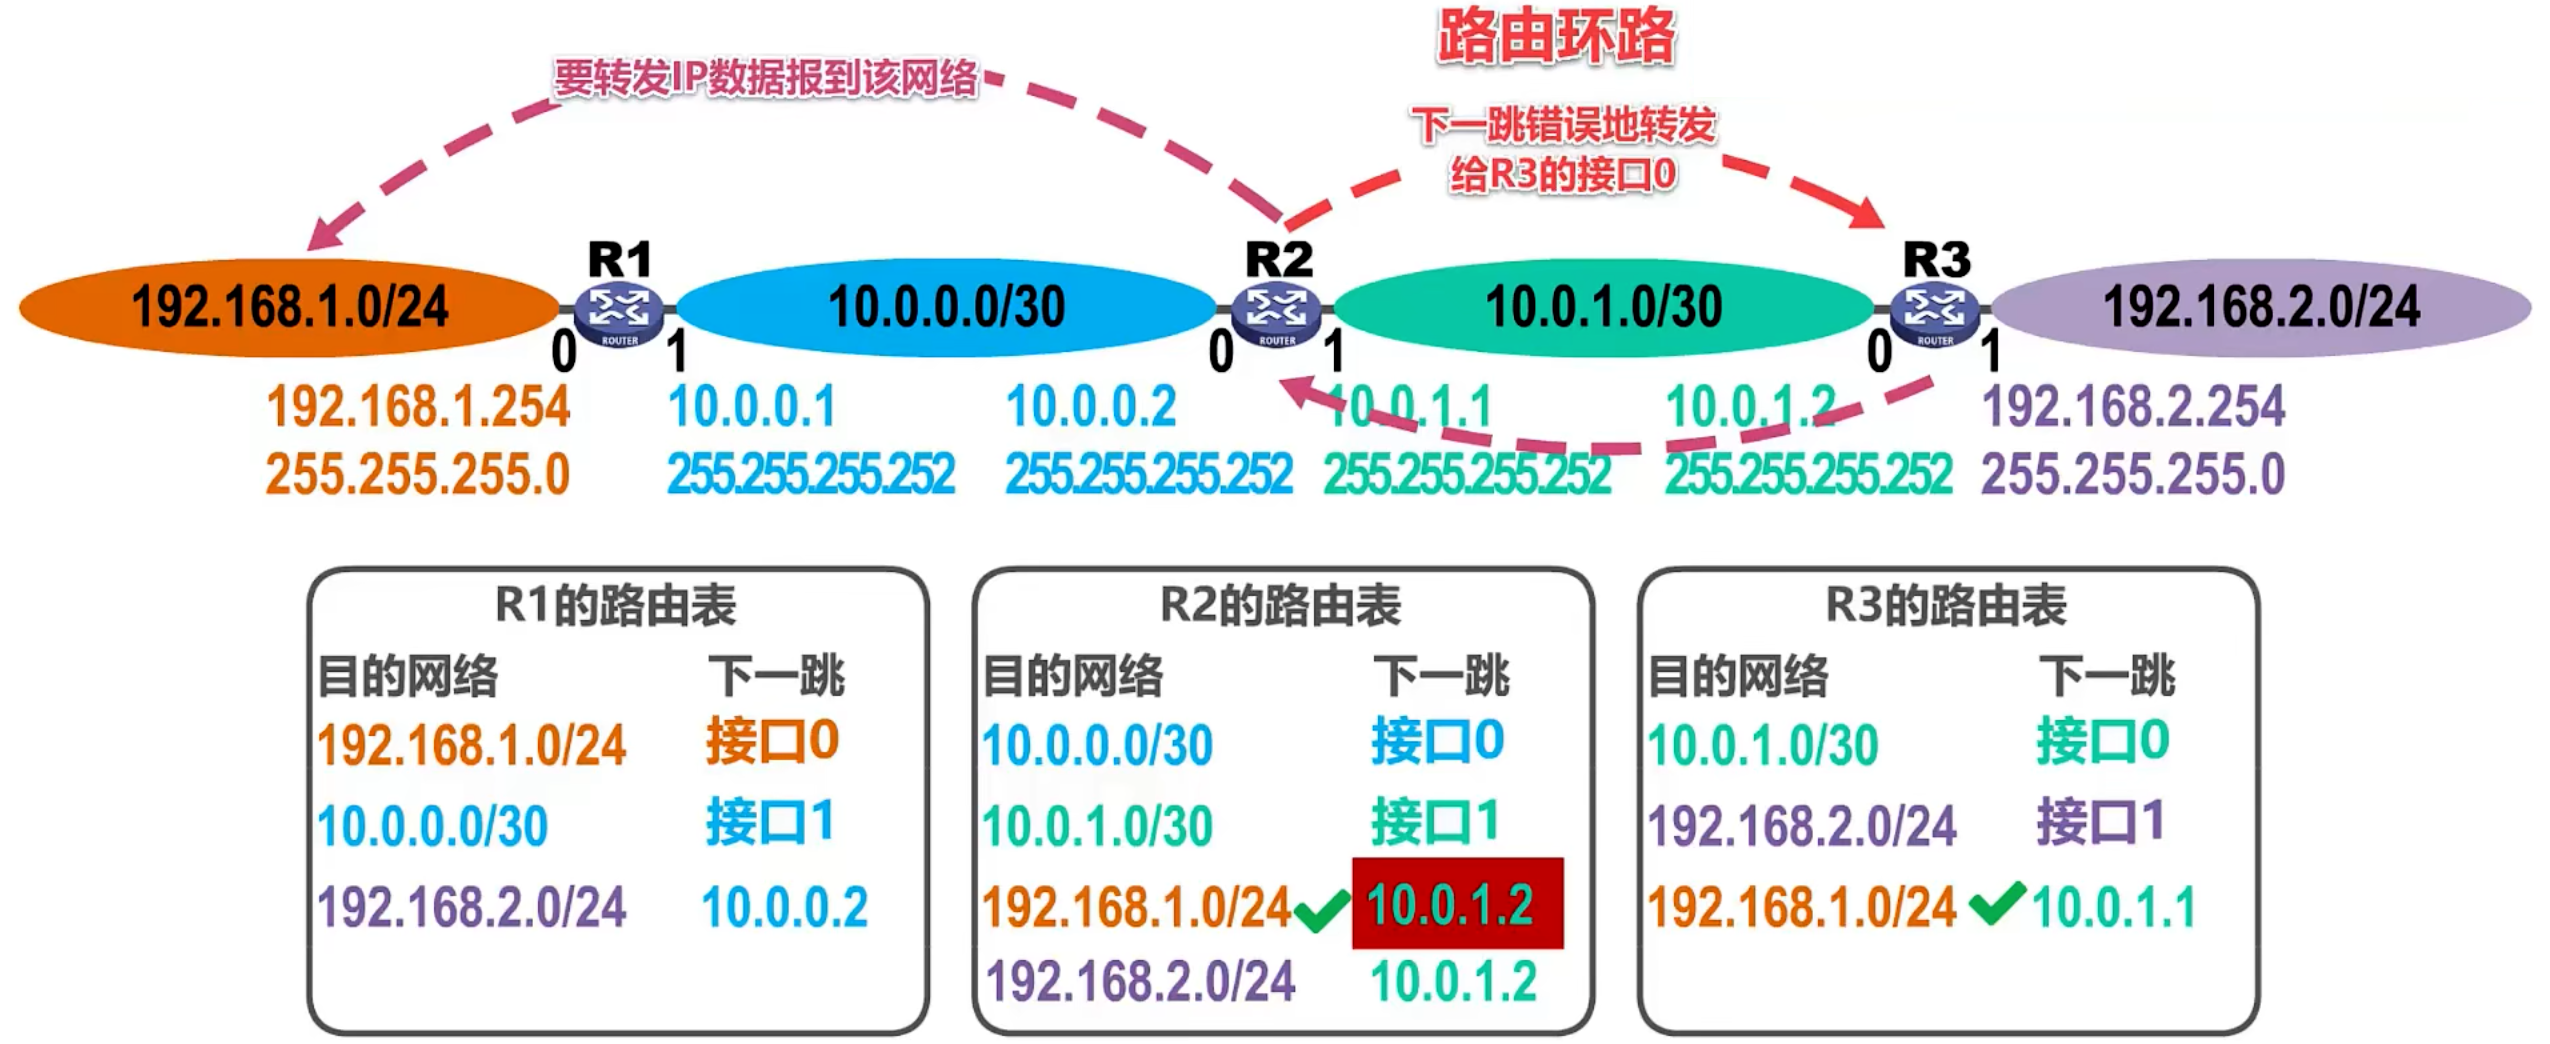 路由环路
要转发IP数据报到该网络
下一跳错误地转发
给R3的接口0
R1
R2
R3
192.168.1.0/24
10.0.0.0/30
10.0.1.0/30
192.168.2.0/24
ROUTER
ROUTER
ROUTER
0
1
0
1
0
1
192.168.1.254
10.0.0.1
10.0.0.2
10.0.1.1
10.0.1.2
192.168.2.254
255.255.255.0
255.255.255.252
255.255.255.252
255.255.255.252
255.255.255.252
255.255.255.0
R1的路由表
目的网络 下一跳
192.168.1.0/24 接口0
10.0.0.0/30 接口1
192.168.2.0/24 10.0.0.2
R2的路由表
目的网络 下一跳
10.0.0.0/30 接口0
10.0.1.0/30 接口1
192.168.1.0/24 10.0.1.2
192.168.2.0/24 10.0.1.2
R3的路由表
目的网络 下一跳
10.0.1.0/30 接口0
192.168.2.0/24 接口1
192.168.1.0/24 10.0.1.1